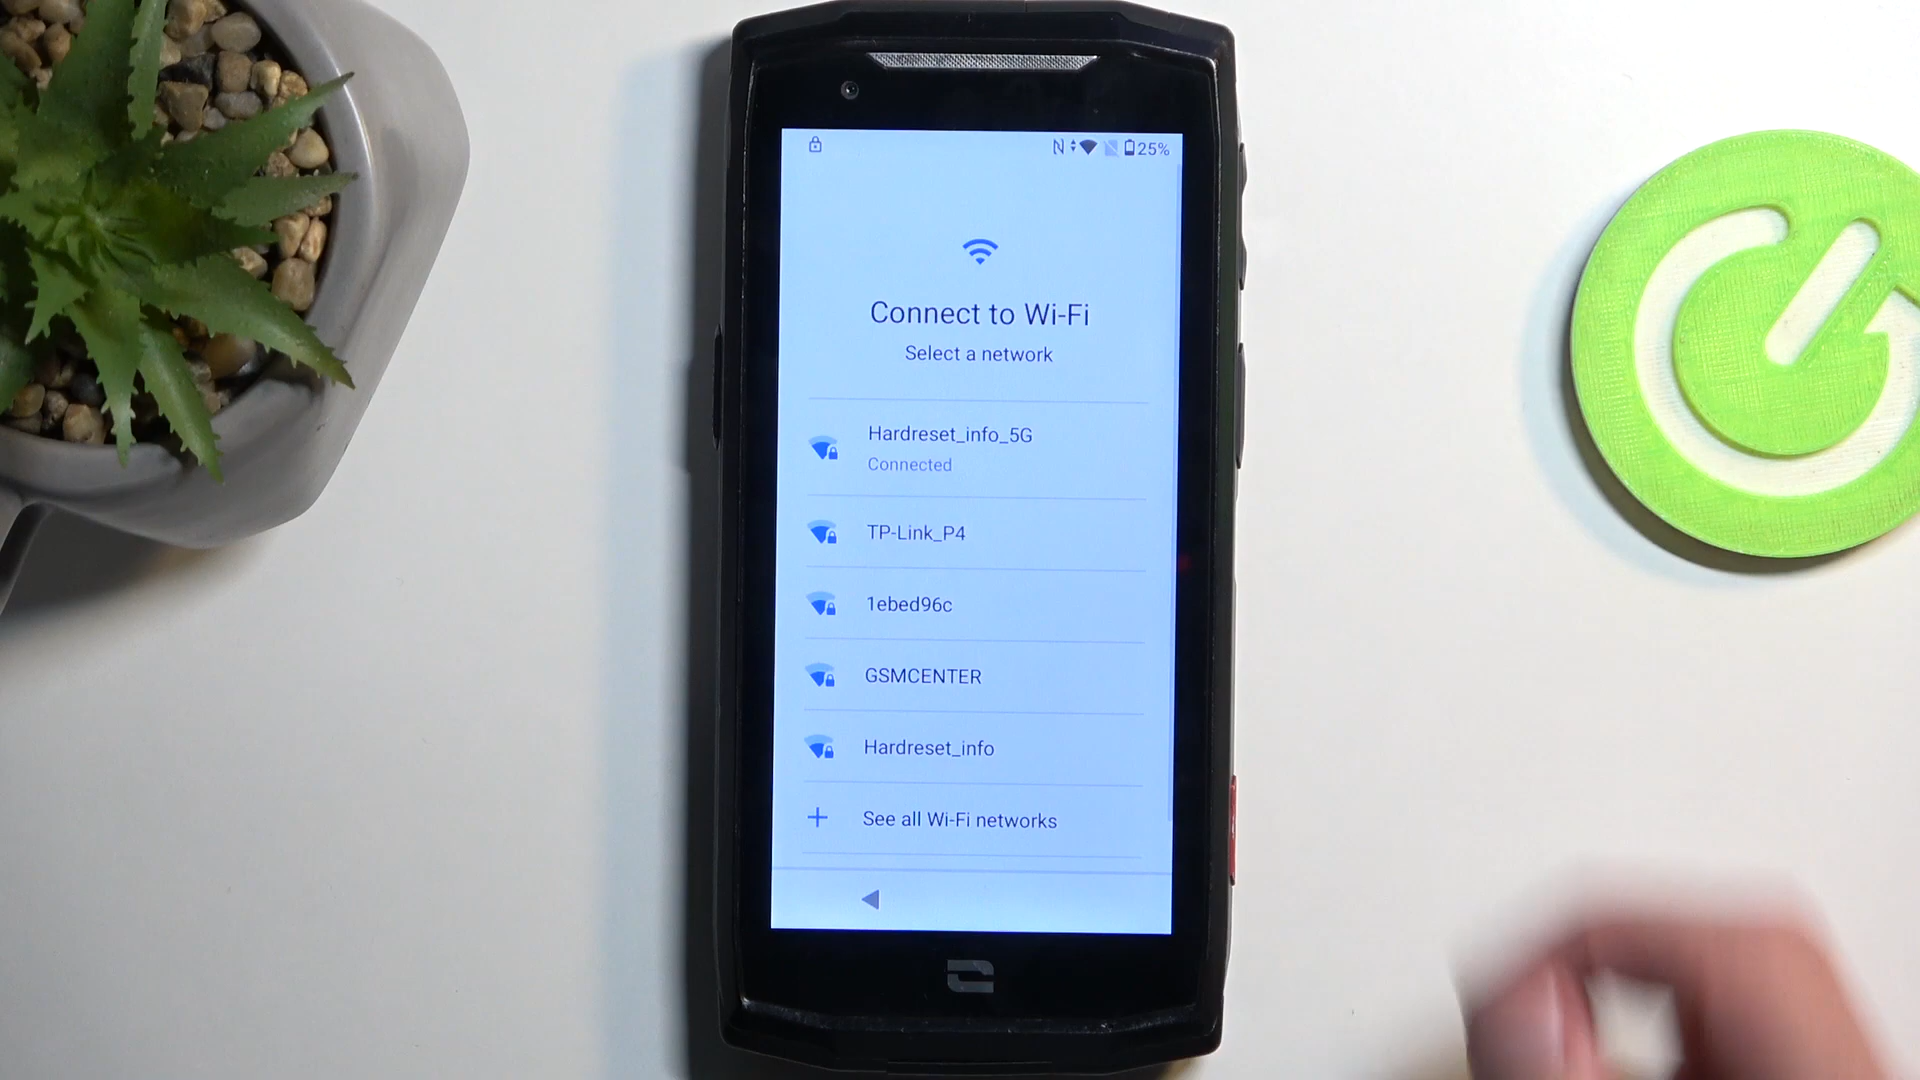 25%
Connect to Wi-Fi
Select a network
Hardreset_info_5G
Connected
TP-Link_P4
1ebed96c
GSMCENTER
Hardreset_info
See all Wi-Fi networks